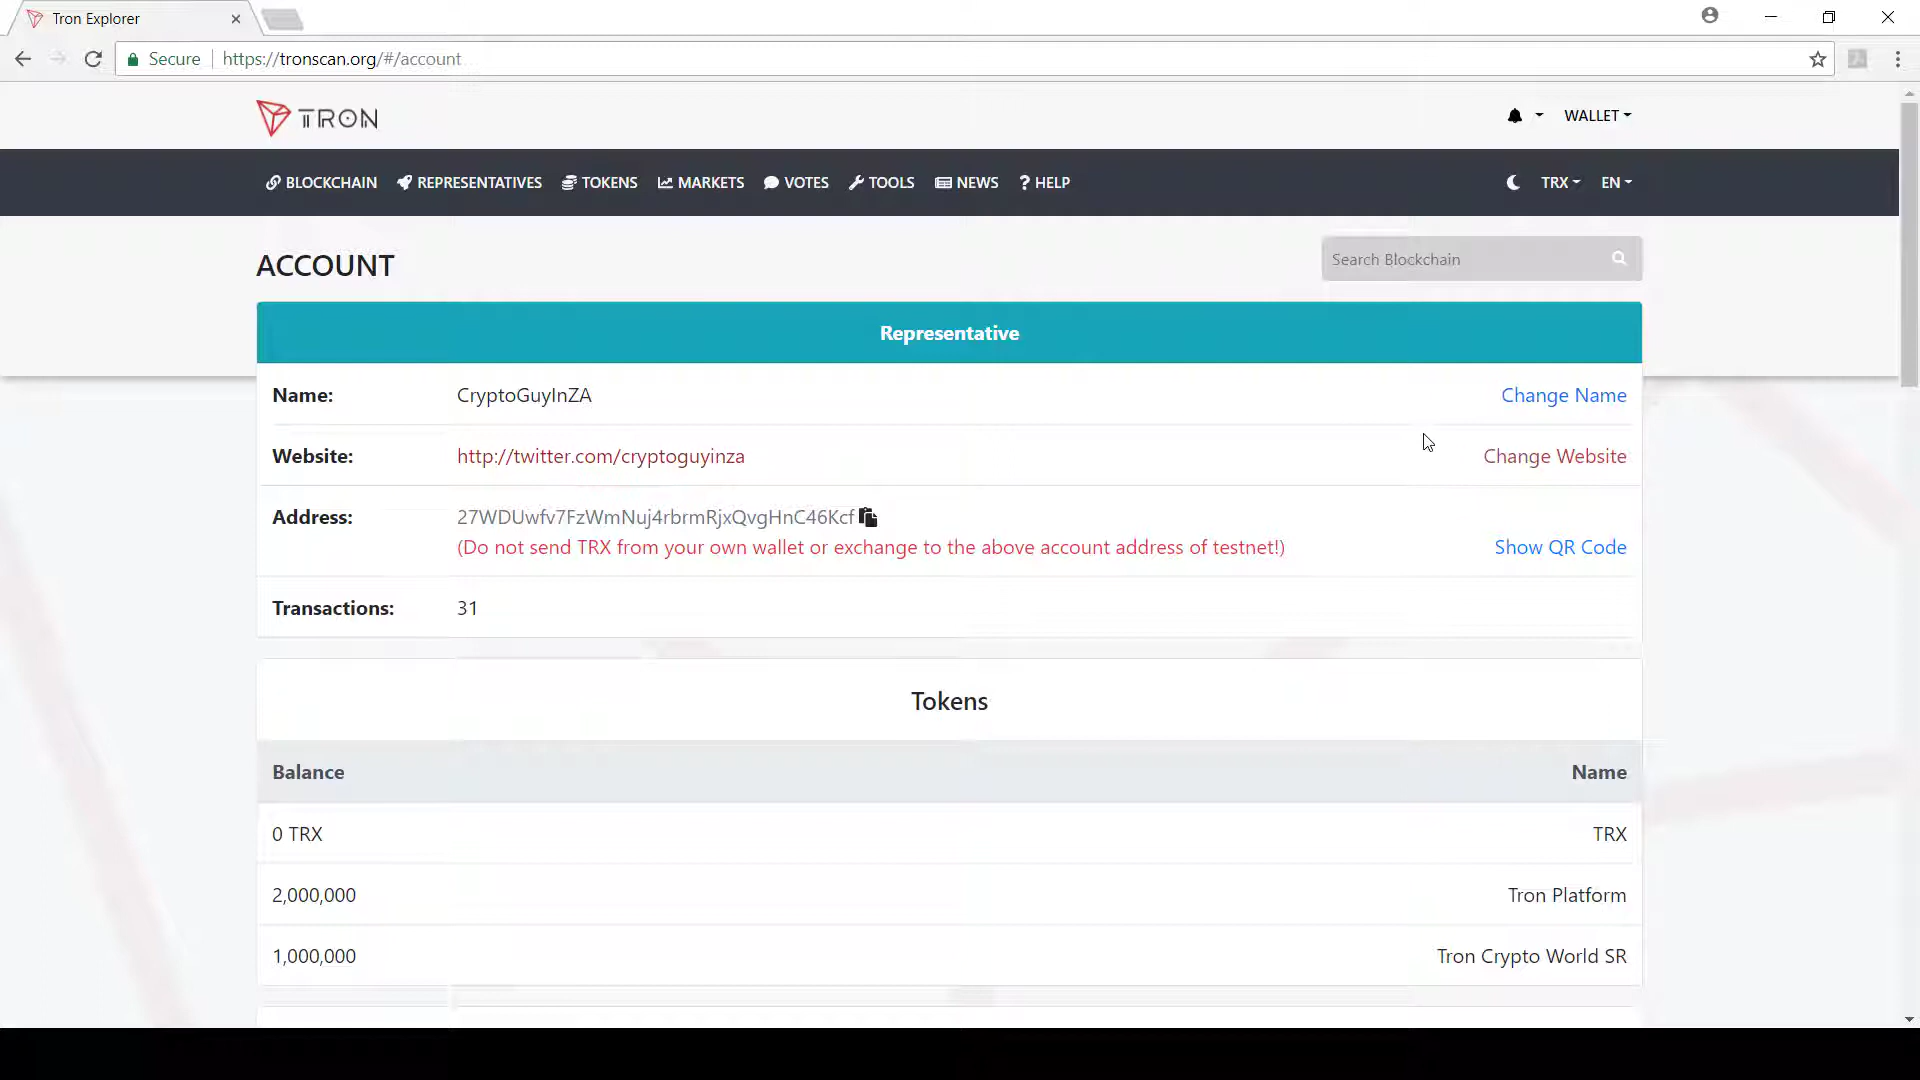 Tron Explorer
Secure https://tronscan.org/#/account
TRON
WALLET
BLOCKCHAIN REPRESENTATIVES TOKENS MARKETS VOTES TOOLS NEWS ? HELP TRX EN
ACCOUNT
Search Blockchain
Representative
Name: CryptoGuyInZA Change Name
Website: http://twitter.com/cryptoguyinza Change Website
Address: 27WDUwfv7FzWmNuj4rbrmRjxQvgHnC46Kcf
(Do not send TRX from your own wallet or exchange to the above account address of testnet!) Show QR Code
Transactions: 31
Tokens
Balance Name
0 TRX TRX
2,000,000 Tron Platform
1,000,000 Tron Crypto World SR